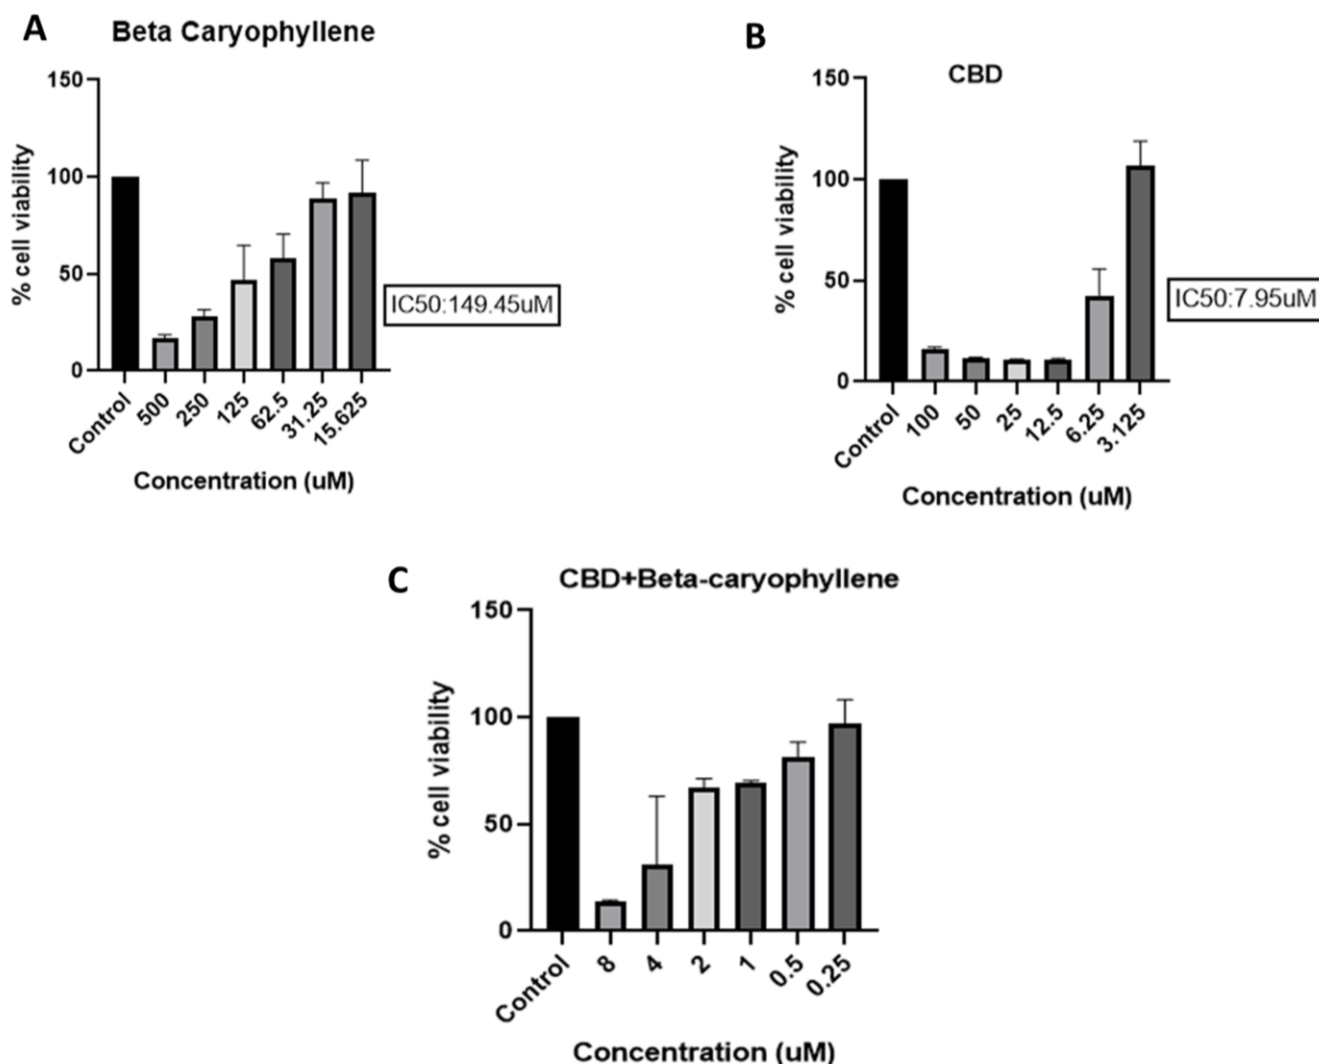 A
Beta Caryophyllene
% cell viability
150
100
50
0
Control
500
250
125
62.5
31.25
15.625
Concentration (uM)
IC50:149.45uM
B
CBD
% cell viability
150
100
50
0
Control
100
50
25
12.5
6.25
3.125
Concentration (uM)
IC50:7.95uM
C
CBD+Beta-caryophyllene
% cell viability
150
100
50
0
Control
8
4
2
1
0.5
0.25
Concentration (uM)